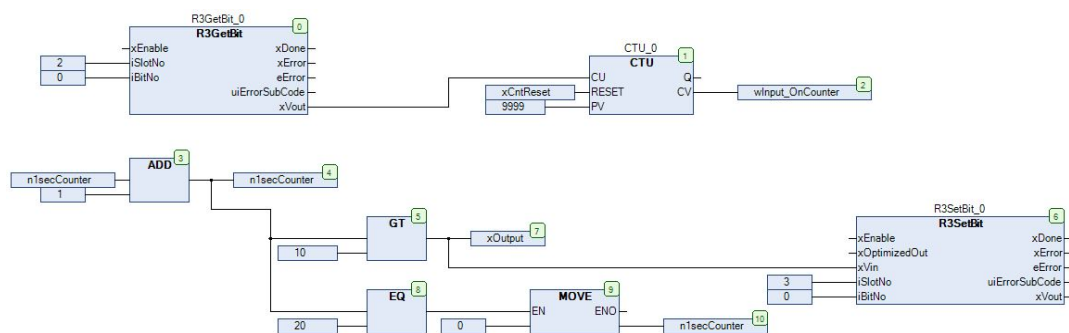 R3GetBit_0
0
R3GetBit
xEnable xDone
2 iSlotNo xError
0 iBitNo eError
uiErrorSubCode
xVout
CTU_0
1
CTU
CU Q
xCntReset RESET CV wInput_OnCounter 2
9999 PV
ADD 3
n1secCounter n1secCounter 4
1
GT 5
xOutput 7
10
R3SetBit_0
6
R3SetBit
xEnable xDone
xOptimizedOut xError
xVin eError
3 iSlotNo uiErrorSubCode
0 iBitNo xVout
EQ 8
20
MOVE 9
EN ENO
0 n1secCounter 10